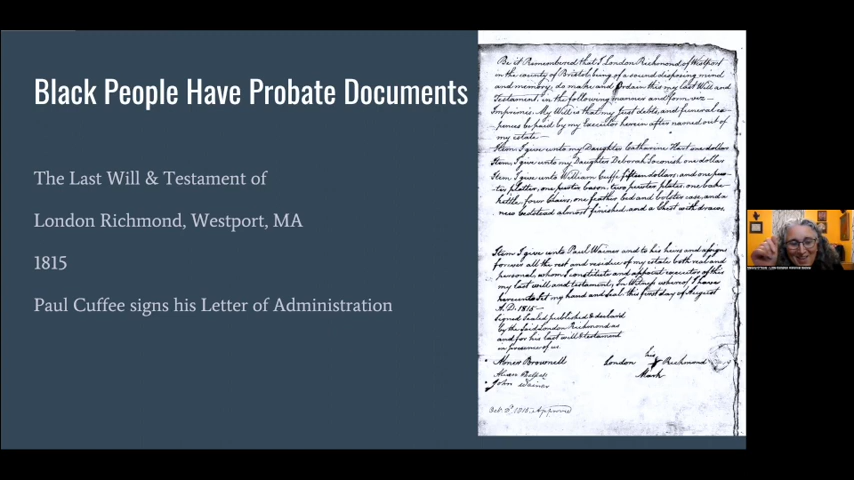 Black People Have Probate Documents
The Last Will & Testament of
London Richmond, Westport, MA
1815
Paul Cuffee signs his Letter of Administration
Be it Remembered that I London Richmond of Westport
in the county of Bristol being of a sound disposing mind
and memory, do make and ordain this my last Will and
Testament, in the following manner and form, viz
Imprimis. My Will is that my just debts, and funeral ex-
pences be paid by my Executor herein after named out of
my estate
Item, I give unto my Daughter Catharine Hart one dollar
Item, I give unto my Daughter Deborah one dollar
Item I give unto William Cuffe fifteen dollars, and one pew-
ter platter, one pewter bason, two pewter plates, one bake
kettle, four chairs, one feather bed and bolster case, and a
new bedstead almost finished, and a Chest with draws.
Item I give unto Paul Wainer and to his heirs and assigns
forever all the rest and residue of my estate both real and
personal, whom I constitute and appoint executor of this
my last will and testament, In witness whereof I have
hereunto Set my hand and Seal this first day of August
A.D. 1815
Signed Sealed published & declared
by the said London Richmond as
and for his last will & testament
in presence of us
Abner Brownell
London his Richmond
Mark
John Wainer
1815 Approved